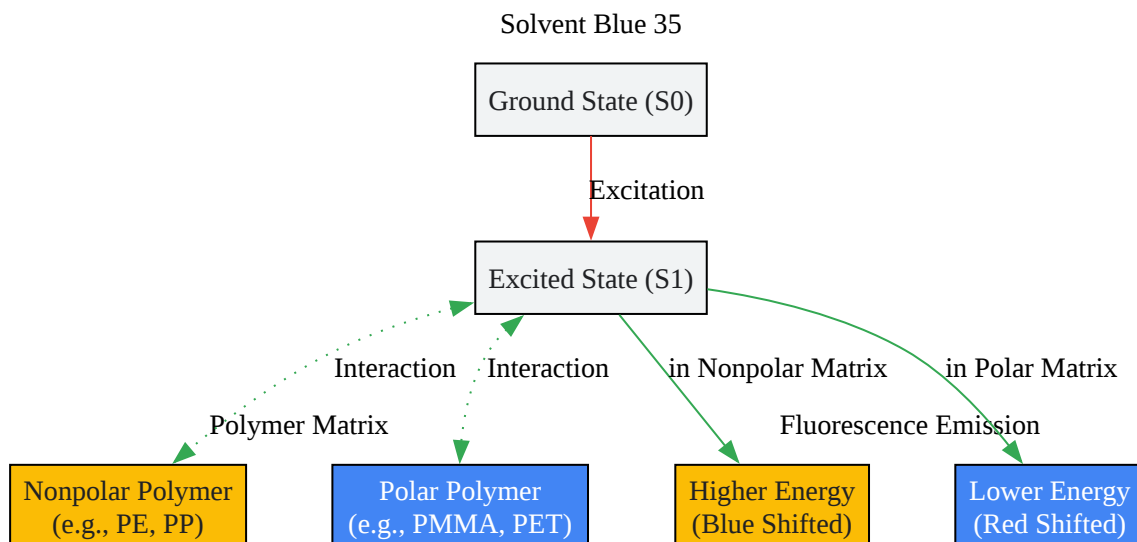 Solvent Blue 35
Ground State (S0)
Excitation
Excited State (S1)
Interaction
Interaction
in Nonpolar Matrix
in Polar Matrix
Polymer Matrix
Fluorescence Emission
Nonpolar Polymer
(e.g., PE, PP)
Polar Polymer
(e.g., PMMA, PET)
Higher Energy
(Blue Shifted)
Lower Energy
(Red Shifted)